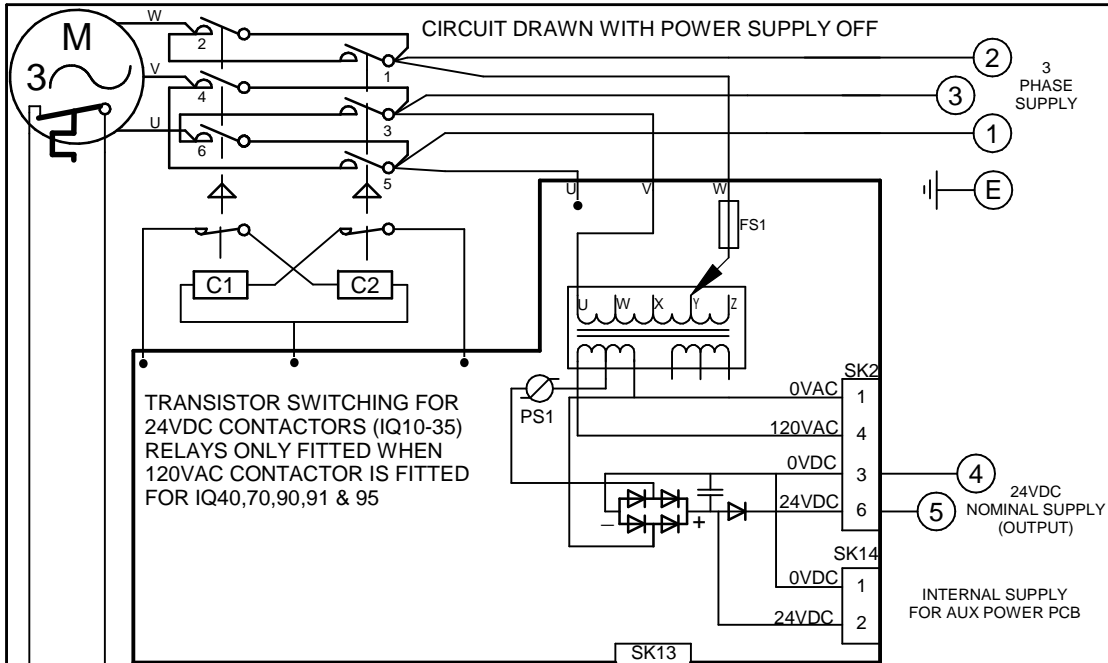 CIRCUIT DRAWN WITH POWER SUPPLY OFF
W
M
3
V
U
2
1
4
3
6
5
2
3
PHASE
SUPPLY
3
1
E
U
V
W
FS1
C1
C2
U
W
X
Y
Z
TRANSISTOR SWITCHING FOR
24VDC CONTACTORS (IQ10-35)
RELAYS ONLY FITTED WHEN
120VAC CONTACTOR IS FITTED
FOR IQ40,70,90,91 & 95
PS1
SK2
0VAC
1
120VAC
4
0VDC
3
4
24VDC
6
5
24VDC
NOMINAL SUPPLY
(OUTPUT)
–
+
SK14
0VDC
1
24VDC
2
INTERNAL SUPPLY
FOR AUX POWER PCB
SK13